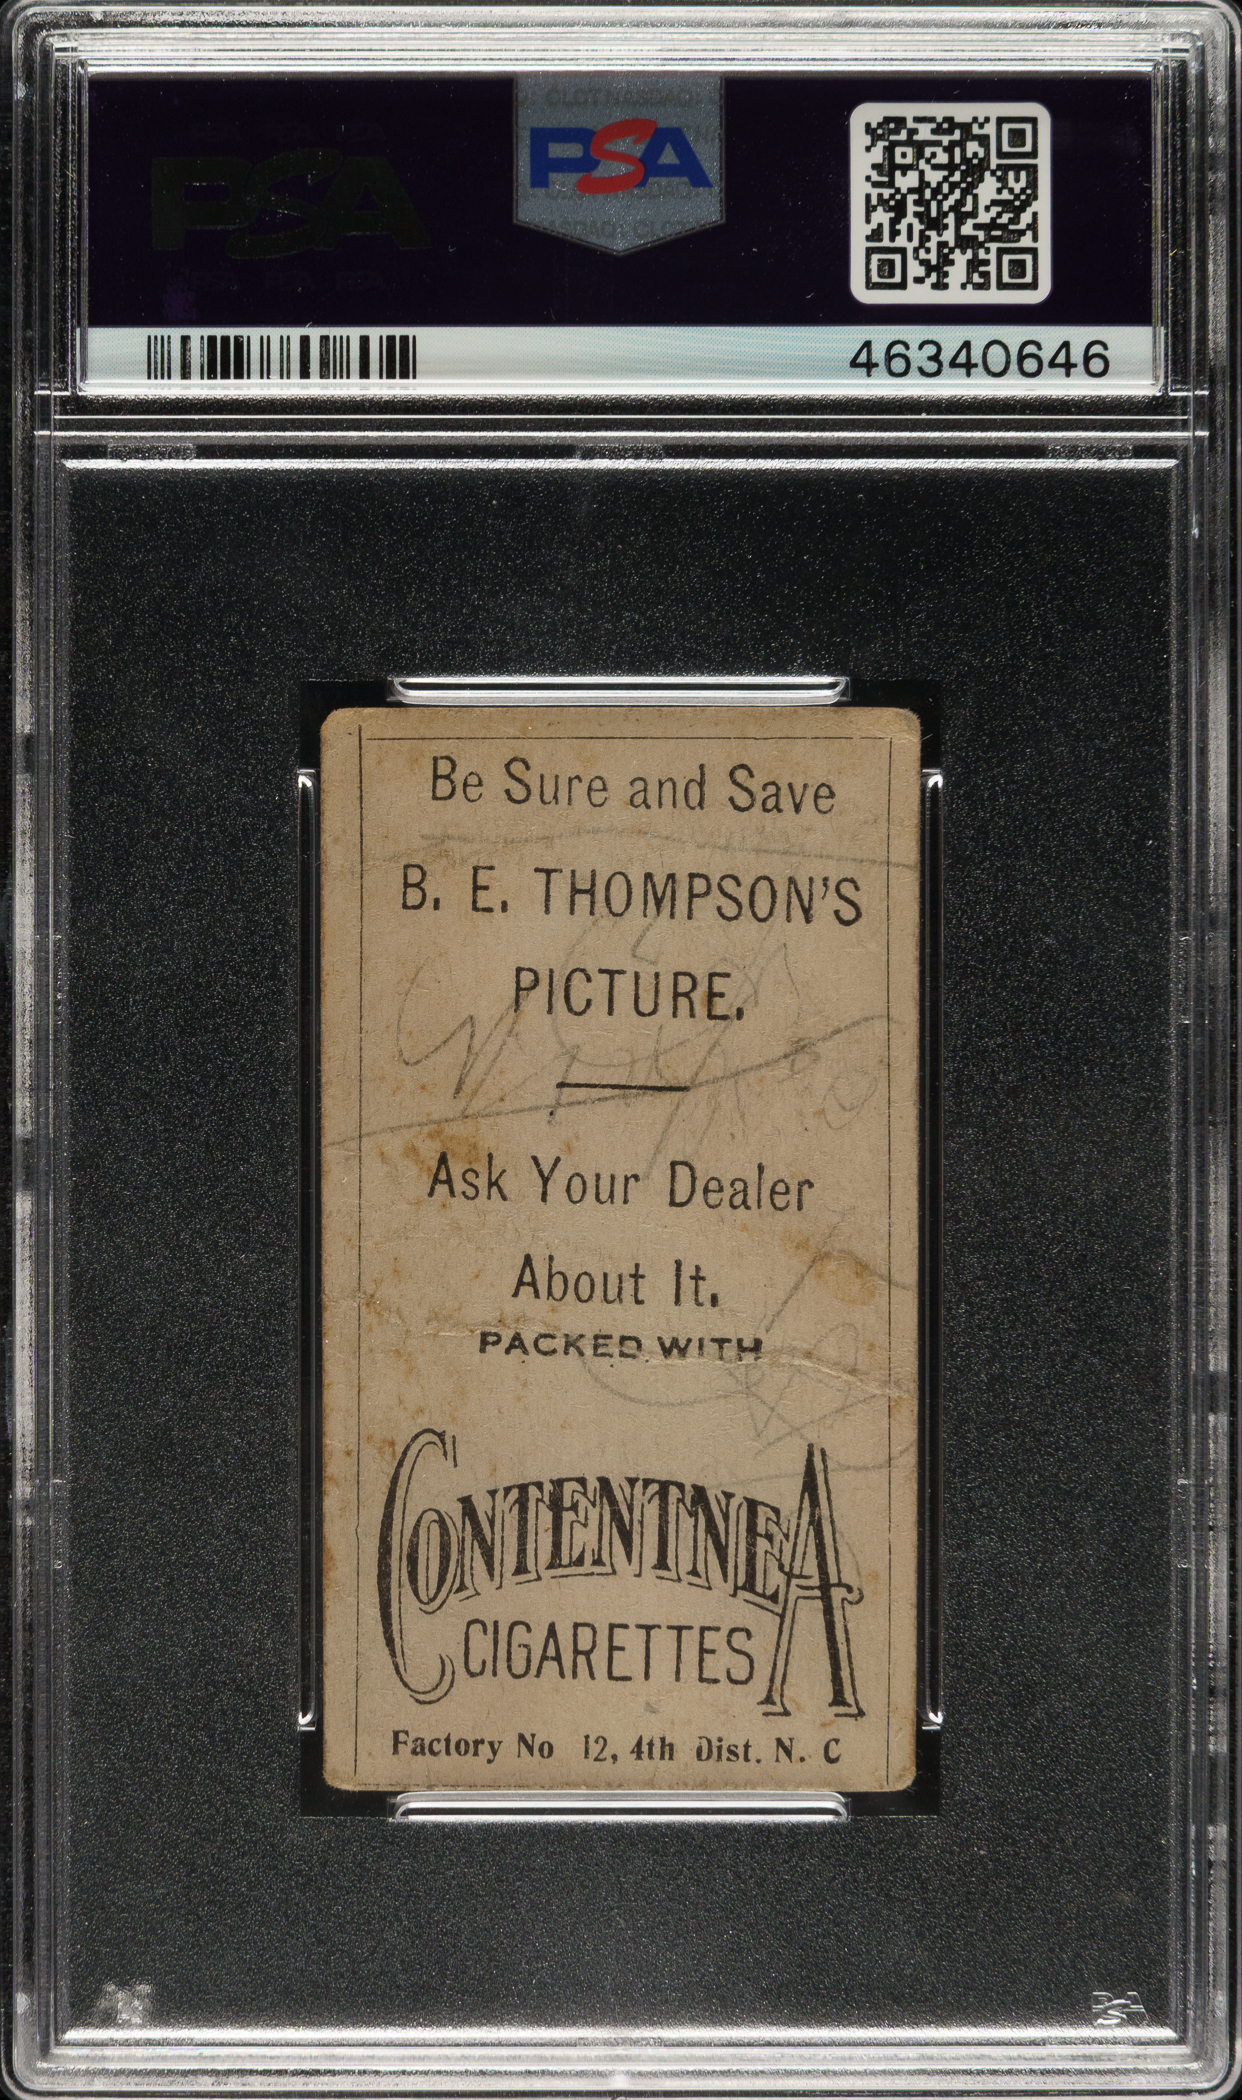 PSA
46340646
Be Sure and Save
B. E. THOMPSON'S
PICTURE.
Ask Your Dealer
About It.
PACKED WITH
CONTENTNEA
CIGARETTES
Factory No 12, 4th Dist. N. C